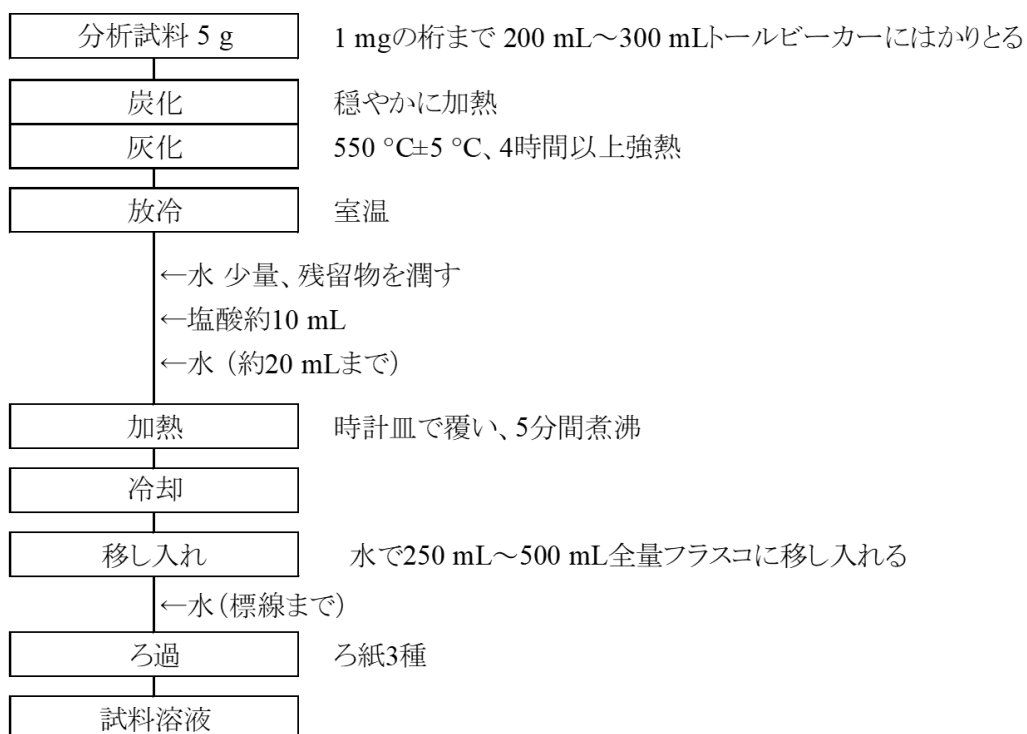 分析試料 5 g 1 mgの桁まで 200 mL～300 mLトールビーカーにはかりとる
炭化 穏やかに加熱
灰化 550 °C±5 °C、4時間以上強熱
放冷 室温
←水 少量、残留物を潤す
←塩酸約10 mL
←水（約20 mLまで）
加熱 時計皿で覆い、5分間煮沸
冷却
移し入れ 水で250 mL～500 mL全量フラスコに移し入れる
←水（標線まで）
ろ過 ろ紙3種
試料溶液